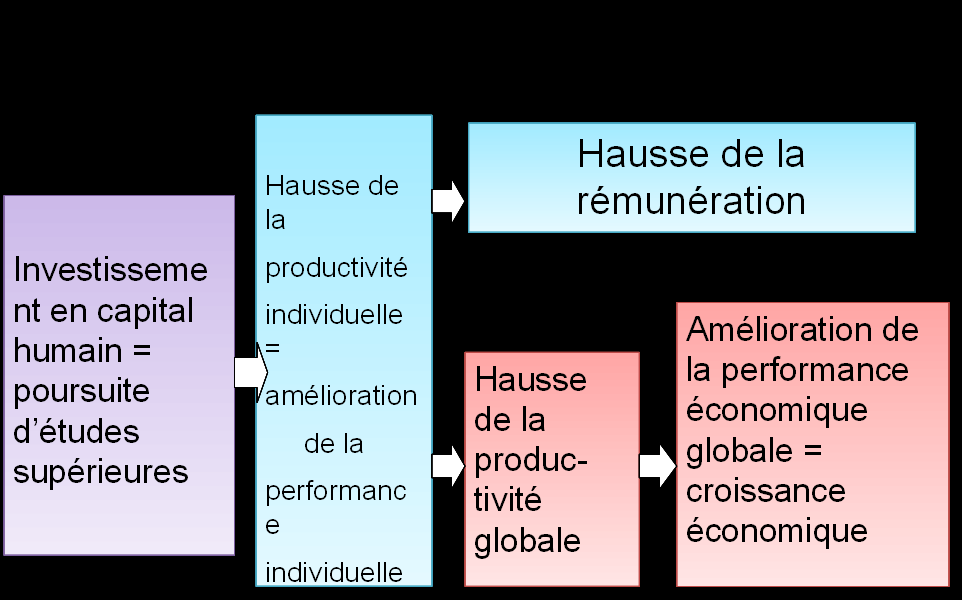 Investisseme
nt en capital
humain =
poursuite
d’études
supérieures
Hausse de
la
productivité
individuelle
=
amélioration
de la
performanc
e
individuelle
Hausse de la
rémunération
Hausse
de la
produc-
tivité
globale
Amélioration de
la performance
économique
globale =
croissance
économique